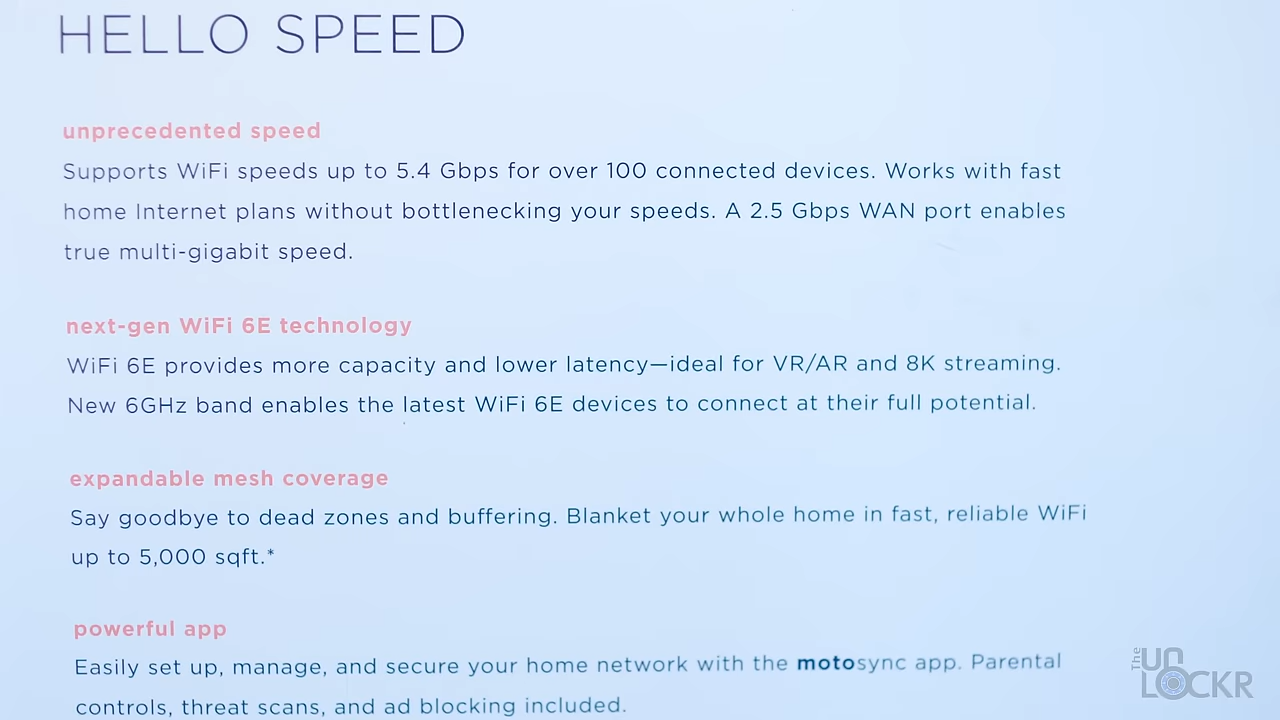 HELLO SPEED
unprecedented speed
Supports WiFi speeds up to 5.4 Gbps for over 100 connected devices. Works with fast
home Internet plans without bottlenecking your speeds. A 2.5 Gbps WAN port enables
true multi-gigabit speed.
next-gen WiFi 6E technology
WiFi 6E provides more capacity and lower latency—ideal for VR/AR and 8K streaming.
New 6GHz band enables the latest WiFi 6E devices to connect at their full potential.
expandable mesh coverage
Say goodbye to dead zones and buffering. Blanket your whole home in fast, reliable WiFi
up to 5,000 sqft.*
powerful app
Easily set up, manage, and secure your home network with the motosync app. Parental
controls, threat scans, and ad blocking included.
The
UN
LOCKR